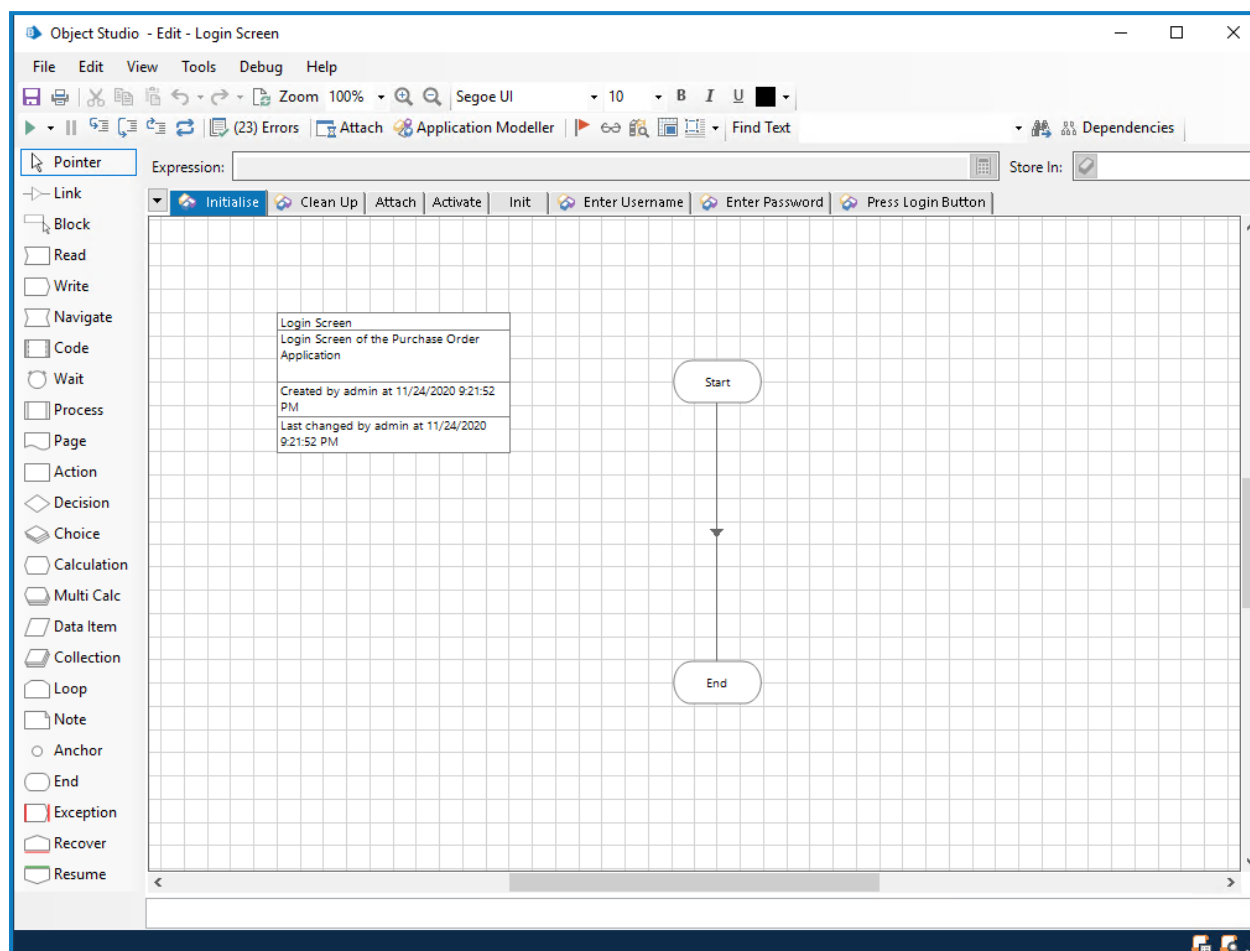 Object Studio - Edit - Login Screen
File Edit View Tools Debug Help
Zoom 100% Segoe UI 10 B I U
(23) Errors Attach Application Modeller Find Text Dependencies
Pointer
Expression: Store In:
Link
Initialise Clean Up Attach Activate Init Enter Username Enter Password Press Login Button
Block
Read
Write
Navigate
Code
Wait
Process
Page
Action
Decision
Choice
Calculation
Multi Calc
Data Item
Collection
Loop
Note
Anchor
End
Exception
Recover
Resume
Login Screen
Login Screen of the Purchase Order
Application
Created by admin at 11/24/2020 9:21:52
PM
Last changed by admin at 11/24/2020
9:21:52 PM
Start
End